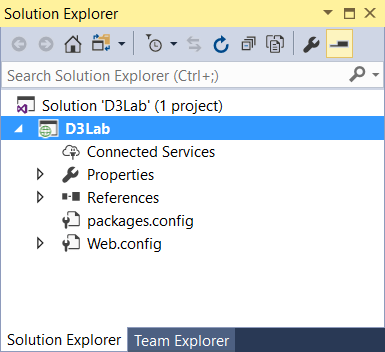 Solution Explorer
Search Solution Explorer (Ctrl+;)
Solution 'D3Lab' (1 project)
D3Lab
Connected Services
Properties
References
packages.config
Web.config
Solution Explorer Team Explorer